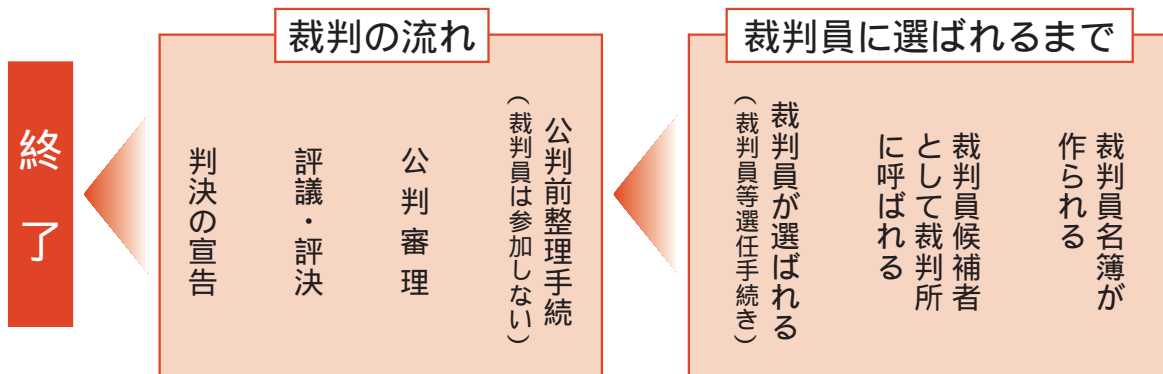 裁判員に選ばれるまで
裁判員名簿が
作られる
裁判員候補者
として裁判所
に呼ばれる
裁判員が選ばれる
(裁判員等選任手続き)
裁判の流れ
公判前整理手続
(裁判員は参加しない)
公判審理
評議・評決
判決の宣告
終了